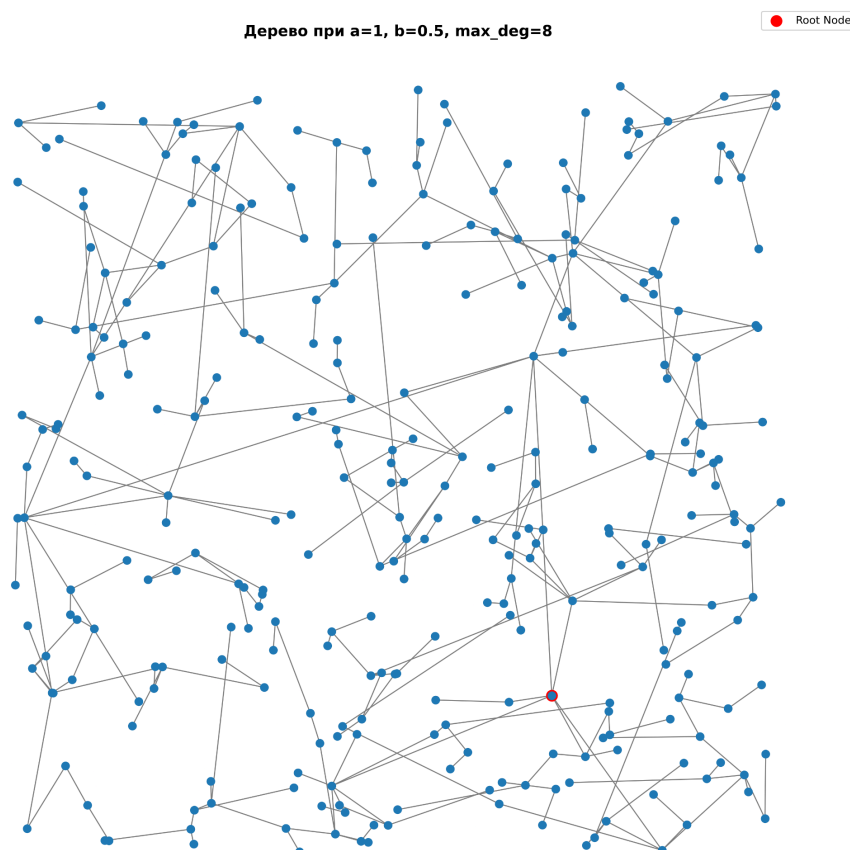 Дерево при a=1, b=0.5, max_deg=8
Root Node